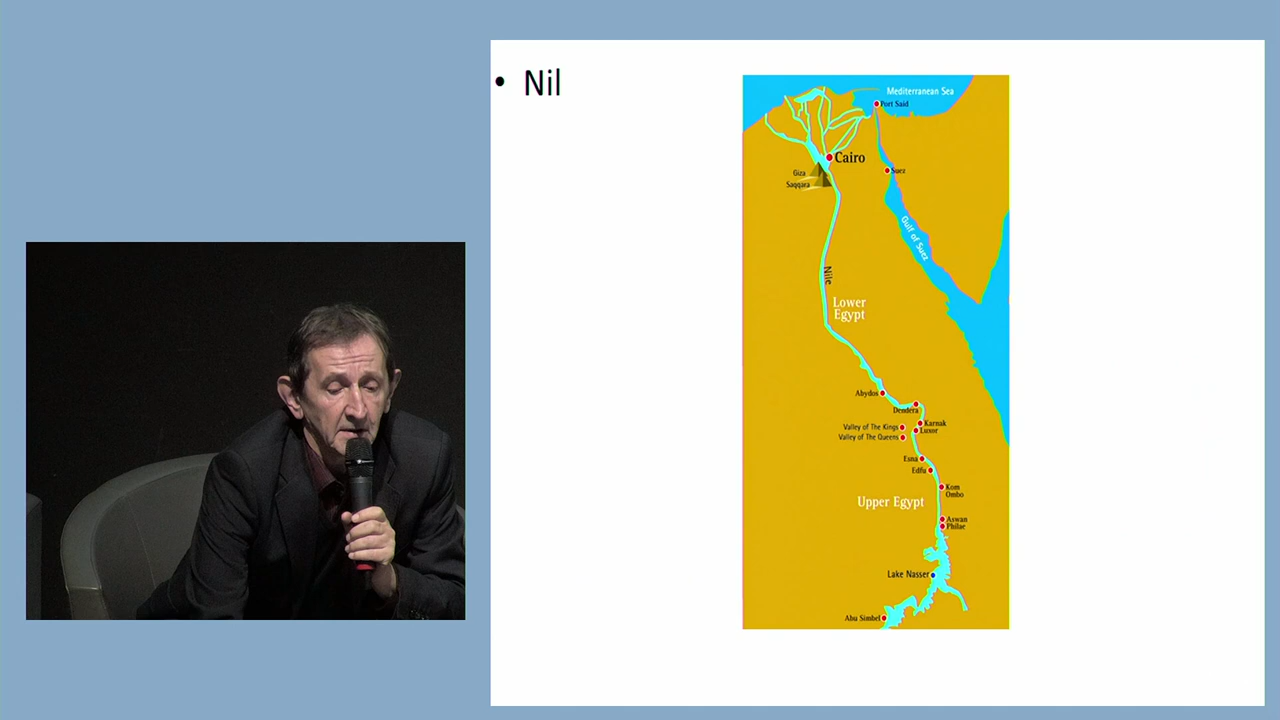 • Nil
Mediterranean Sea
Port Said
Cairo
Giza
Saqqara
Suez
Gulf of Suez
Nile
Lower
Egypt
Abydos
Dendera
Karnak
Luxor
Valley of The Kings
Valley of The Queens
Esna
Edfu
Kom
Ombo
Upper Egypt
Aswan
Philae
Lake Nasser
Abu Simbel